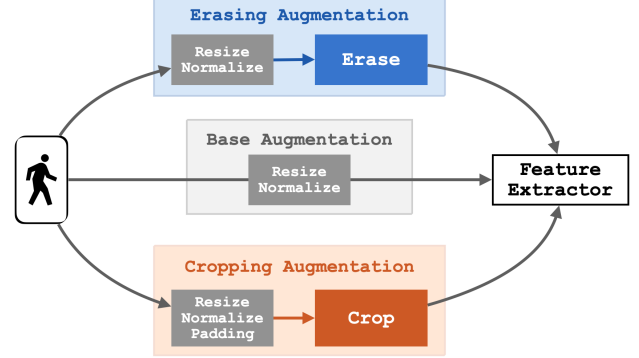 Erasing Augmentation
Resize
Normalize
Erase
Base Augmentation
Resize
Normalize
Feature
Extractor
Cropping Augmentation
Resize
Normalize
Padding
Crop